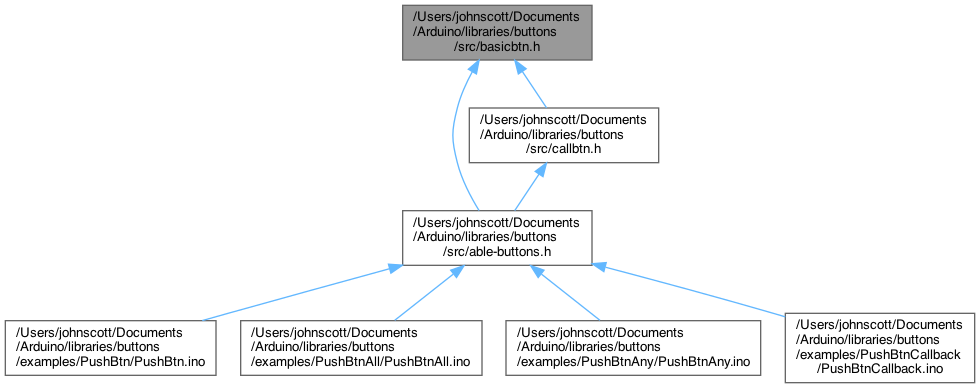 /Users/johnscott/Documents
/Arduino/libraries/buttons
/src/basicbtn.h
/Users/johnscott/Documents
/Arduino/libraries/buttons
/src/callbtn.h
/Users/johnscott/Documents
/Arduino/libraries/buttons
/src/able-buttons.h
/Users/johnscott/Documents
/Arduino/libraries/buttons
/examples/PushBtn/PushBtn.ino
/Users/johnscott/Documents
/Arduino/libraries/buttons
/examples/PushBtnAll/PushBtnAll.ino
/Users/johnscott/Documents
/Arduino/libraries/buttons
/examples/PushBtnAny/PushBtnAny.ino
/Users/johnscott/Documents
/Arduino/libraries/buttons
/examples/PushBtnCallback
/PushBtnCallback.ino